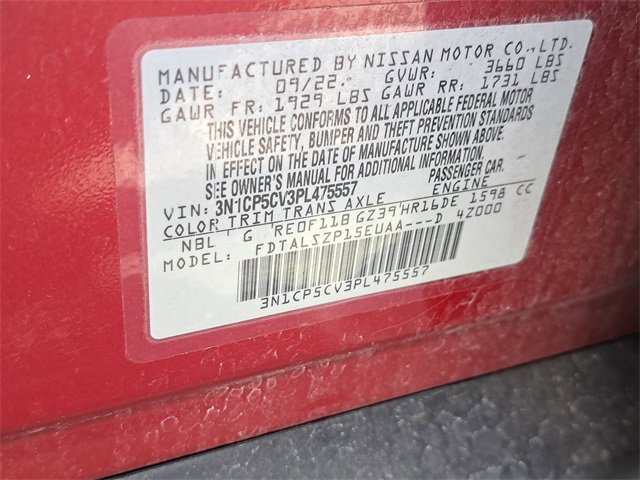 MANUFACTURED BY NISSAN MOTOR CO., LTD.
DATE: 09/22. GVWR: 3660 LBS
GAWR FR: 1929 LBS GAWR RR: 1731 LBS
THIS VEHICLE CONFORMS TO ALL APPLICABLE FEDERAL MOTOR
VEHICLE SAFETY, BUMPER AND THEFT PREVENTION STANDARDS
IN EFFECT ON THE DATE OF MANUFACTURE SHOWN ABOVE.
SEE OWNER'S MANUAL FOR ADDITIONAL INFORMATION.
VIN: 3N1CP5CV3PL475557 PASSENGER CAR.
COLOR TRIM TRANS AXLE ENGINE
NBL G RE0F11B GZ39 HR16DE 1598 CC
MODEL: FDTALSZP15EUAA---D 4Z000
3N1CP5CV3PL475557